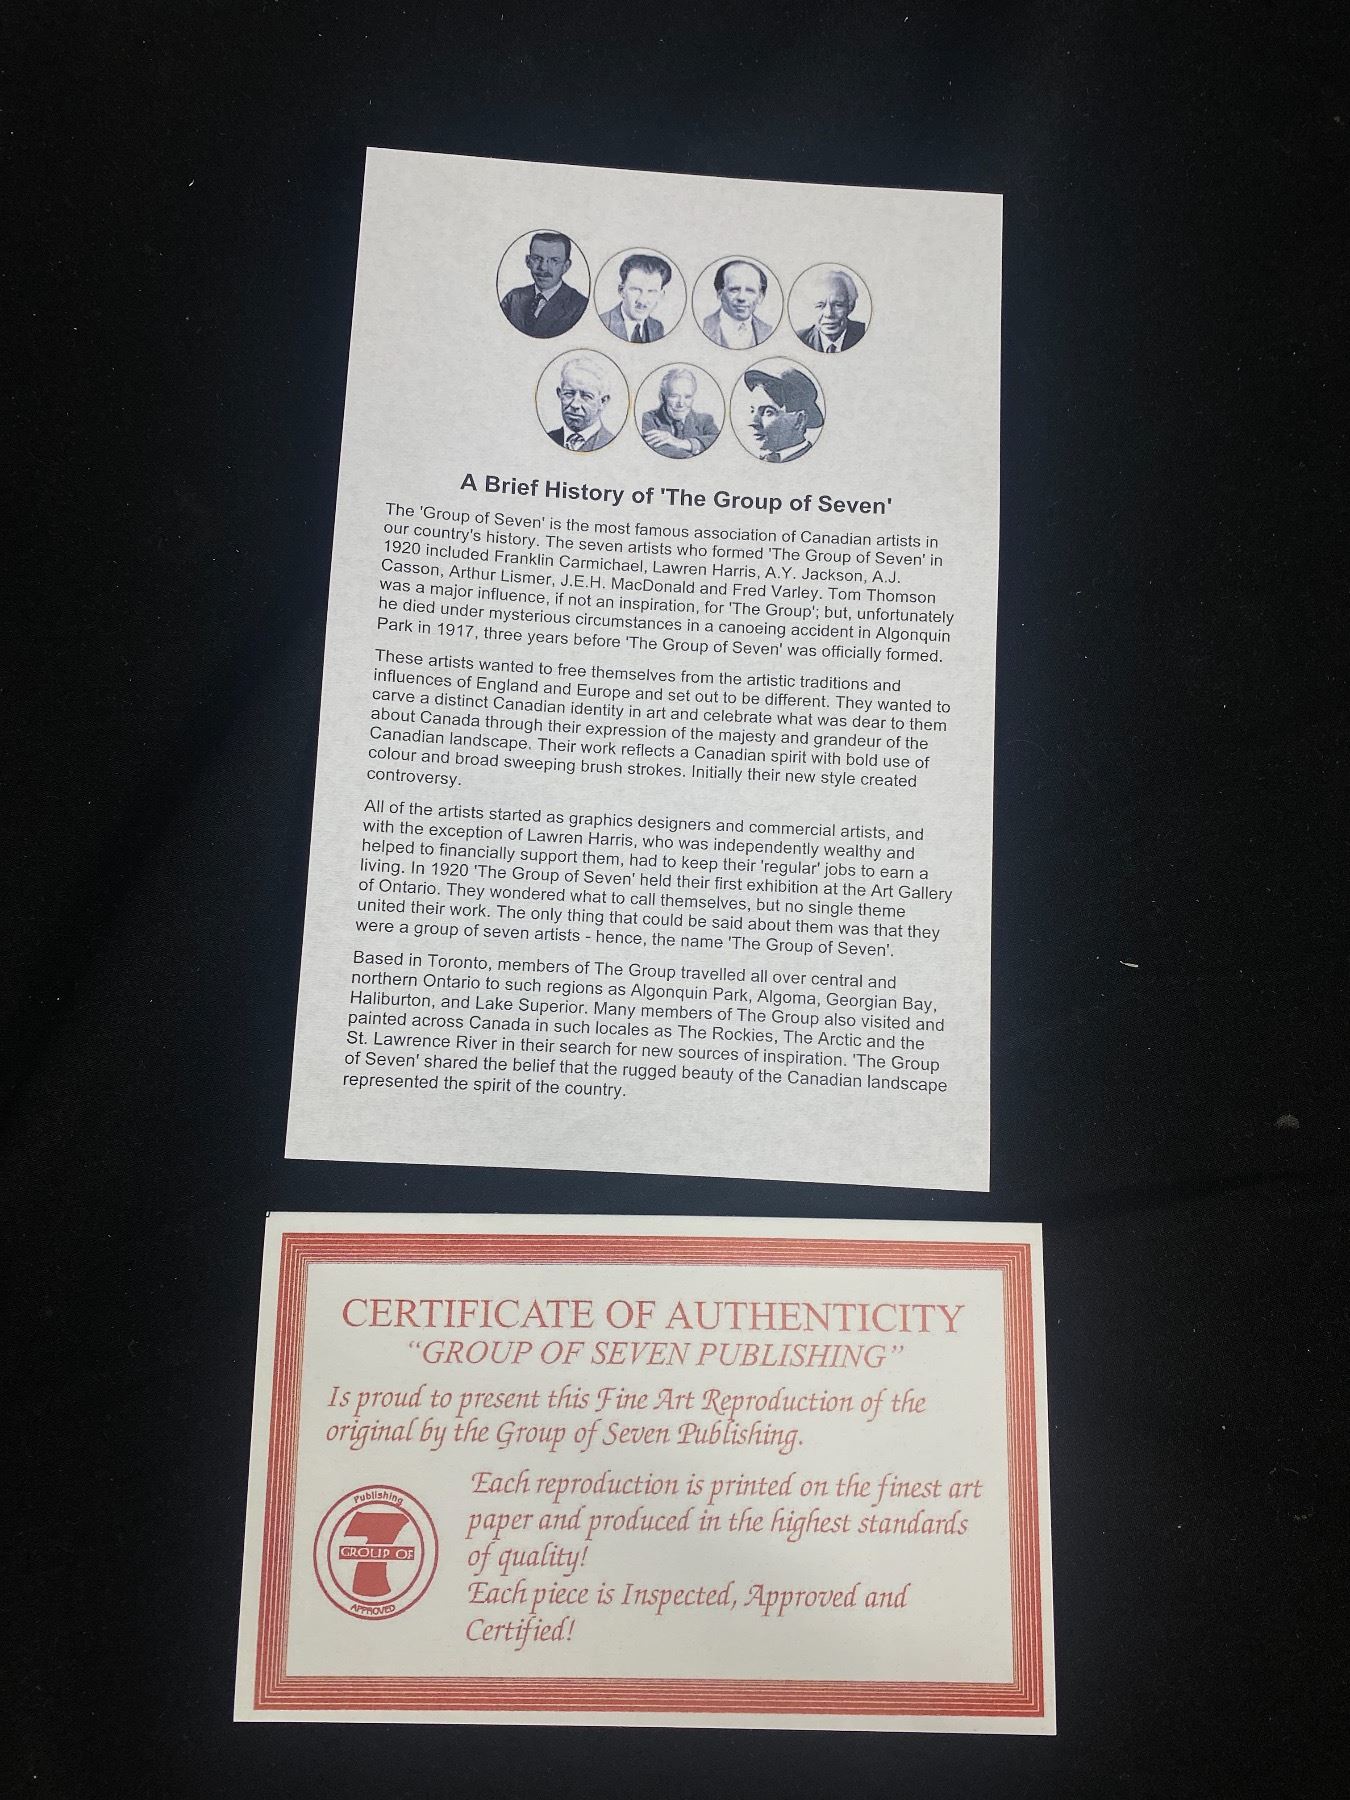 A Brief History of 'The Group of Seven'
The 'Group of Seven' is the most famous association of Canadian artists in
our country's history. The seven artists who formed 'The Group of Seven' in
1920 included Franklin Carmichael, Lawren Harris, A.Y. Jackson, A.J.
Casson, Arthur Lismer, J.E.H. MacDonald and Fred Varley. Tom Thomson
was a major influence, if not an inspiration, for 'The Group'; but, unfortunately
he died under mysterious circumstances in a canoeing accident in Algonquin
Park in 1917, three years before 'The Group of Seven' was officially formed.
These artists wanted to free themselves from the artistic traditions and
influences of England and Europe and set out to be different. They wanted to
carve a distinct Canadian identity in art and celebrate what was dear to them
about Canada through their expression of the majesty and grandeur of the
Canadian landscape. Their work reflects a Canadian spirit with bold use of
colour and broad sweeping brush strokes. Initially their new style created
controversy.
All of the artists started as graphics designers and commercial artists, and
with the exception of Lawren Harris, who was independently wealthy and
helped to financially support them, had to keep their 'regular' jobs to earn a
living. In 1920 'The Group of Seven' held their first exhibition at the Art Gallery
of Ontario. They wondered what to call themselves, but no single theme
united their work. The only thing that could be said about them was that they
were a group of seven artists - hence, the name 'The Group of Seven'.
Based in Toronto, members of The Group travelled all over central and
northern Ontario to such regions as Algonquin Park, Algoma, Georgian Bay,
Haliburton, and Lake Superior. Many members of The Group also visited and
painted across Canada in such locales as The Rockies, The Arctic and the
St. Lawrence River in their search for new sources of inspiration. 'The Group
of Seven' shared the belief that the rugged beauty of the Canadian landscape
represented the spirit of the country.
CERTIFICATE OF AUTHENTICITY
“GROUP OF SEVEN PUBLISHING”
Is proud to present this Fine Art Reproduction of the
original by the Group of Seven Publishing.
Publishing
7
GROUP OF
APPROVED
Each reproduction is printed on the finest art
paper and produced in the highest standards
of quality!
Each piece is Inspected, Approved and
Certified!